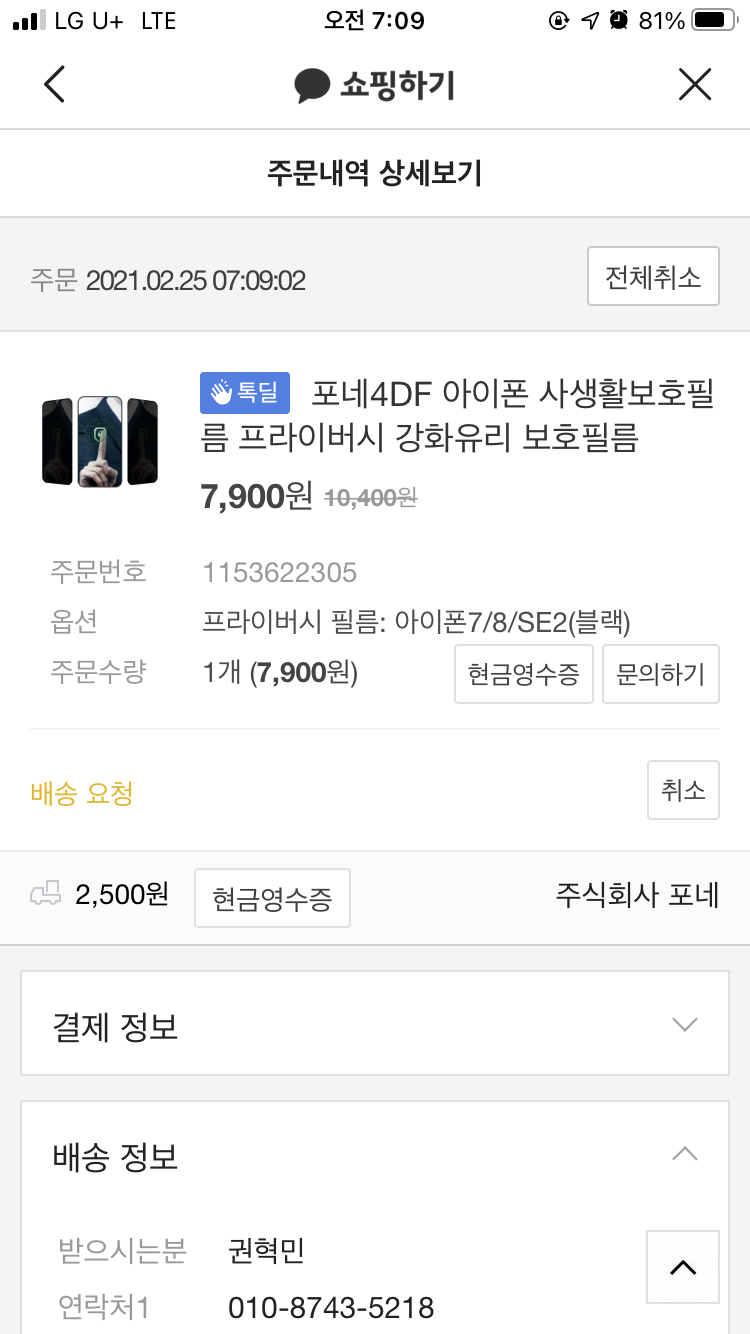 LG U+ LTE 오전 7:09 81%
쇼핑하기
주문내역 상세보기
주문 2021.02.25 07:09:02 전체취소
톡딜 포네4DF 아이폰 사생활보호필
름 프라이버시 강화유리 보호필름
7,900원 10,400원
주문번호 1153622305
옵션 프라이버시 필름: 아이폰7/8/SE2(블랙)
주문수량 1개 (7,900원) 현금영수증 문의하기
배송 요청 취소
2,500원 현금영수증 주식회사 포네
결제 정보
배송 정보
받으시는분 권혁민
연락처1 010-8743-5218